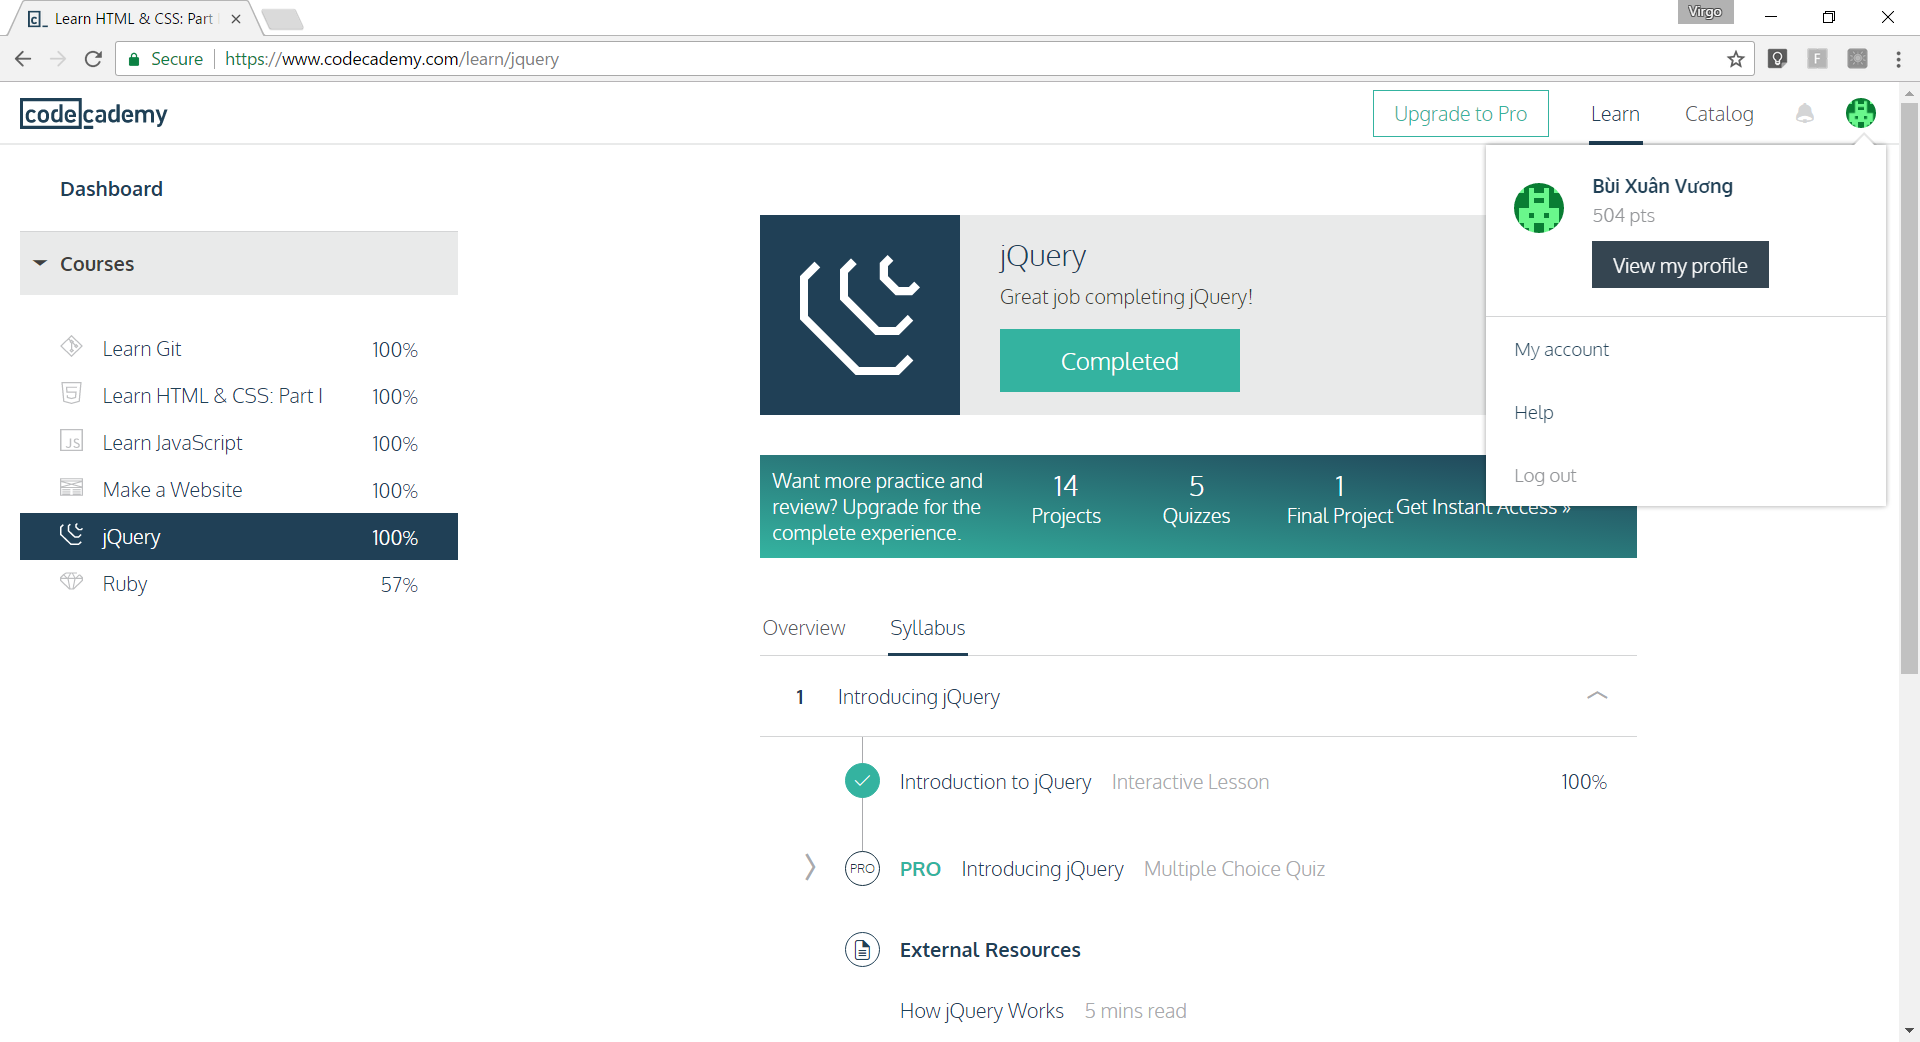 Learn HTML & CSS: Part
Virgo
Secure
https://www.codecademy.com/learn/jquery
F
codecademy
Upgrade to Pro
Learn
Catalog
Dashboard
Courses
Learn Git 100%
Learn HTML & CSS: Part I 100%
JS
Learn JavaScript 100%
Make a Website 100%
jQuery 100%
Ruby 57%
jQuery
Great job completing jQuery!
Completed
Bùi Xuân Vương
504 pts
View my profile
My account
Help
Log out
Want more practice and
review? Upgrade for the
complete experience.
14
Projects
5
Quizzes
1
Final Project
Get Instant Access »
Overview
Syllabus
1 Introducing jQuery
Introduction to jQuery Interactive Lesson 100%
PRO PRO Introducing jQuery Multiple Choice Quiz
External Resources
How jQuery Works 5 mins read